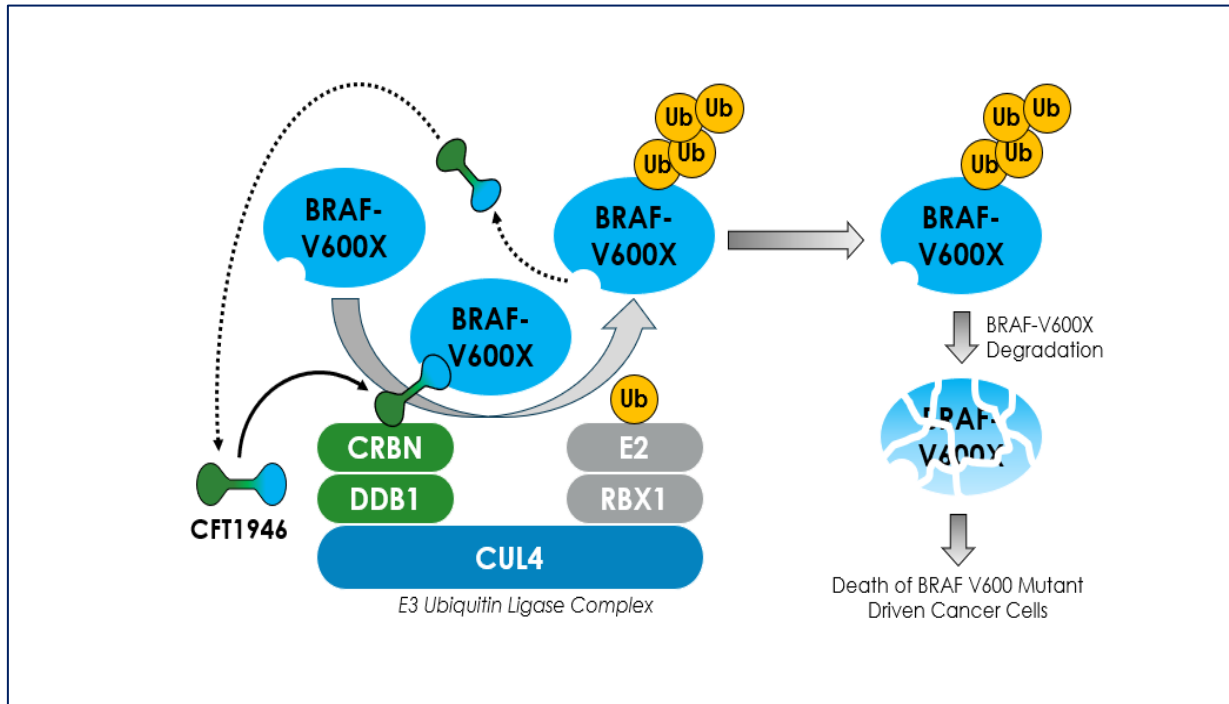 Ub
Ub
Ub
Ub
BRAF-
V600X
BRAF-
V600X
Ub
Ub
Ub
Ub
BRAF-
V600X
BRAF-
V600X
BRAF-V600X
Degradation
Ub
CRBN
E2
BRAF-
V600X
DDB1
RBX1
CFT1946
CUL4
E3 Ubiquitin Ligase Complex
Death of BRAF V600 Mutant
Driven Cancer Cells